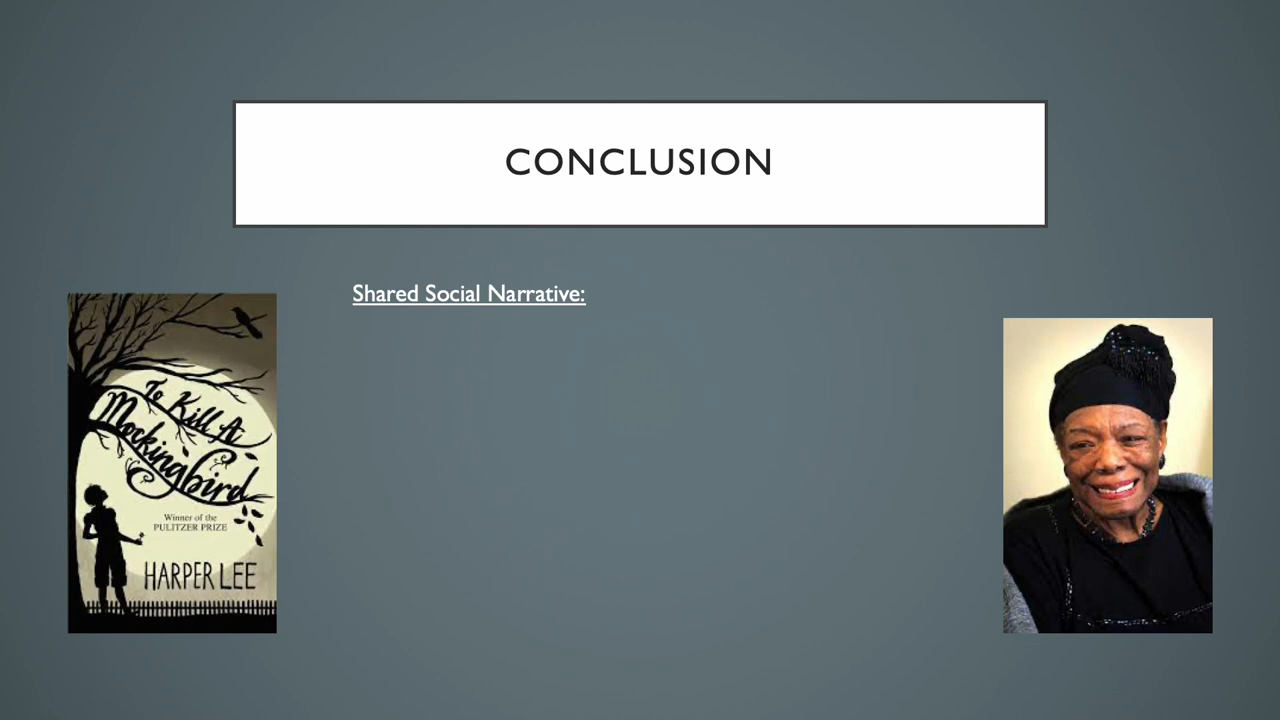 CONCLUSION
Shared Social Narrative:
To Kill A
Mockingbird
Winner of the
PULITZER PRIZE
HARPER LEE